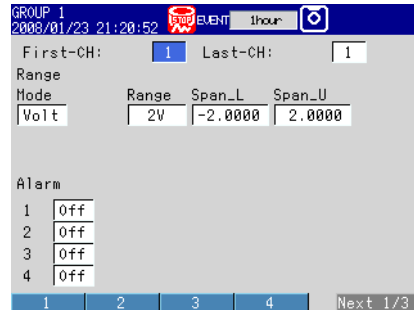 GROUP 1
2008/01/23 21:20:52 STOP EVENT 1hour
First-CH: 1 Last-CH: 1
Range
Mode Range Span_L Span_U
Volt 2V -2.0000 2.0000
Alarm
1 Off
2 Off
3 Off
4 Off
1 2 3 4 Next 1/3